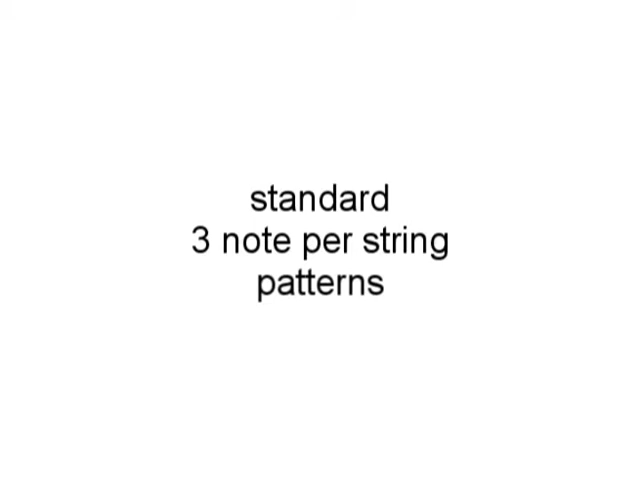 standard
3 note per string
patterns